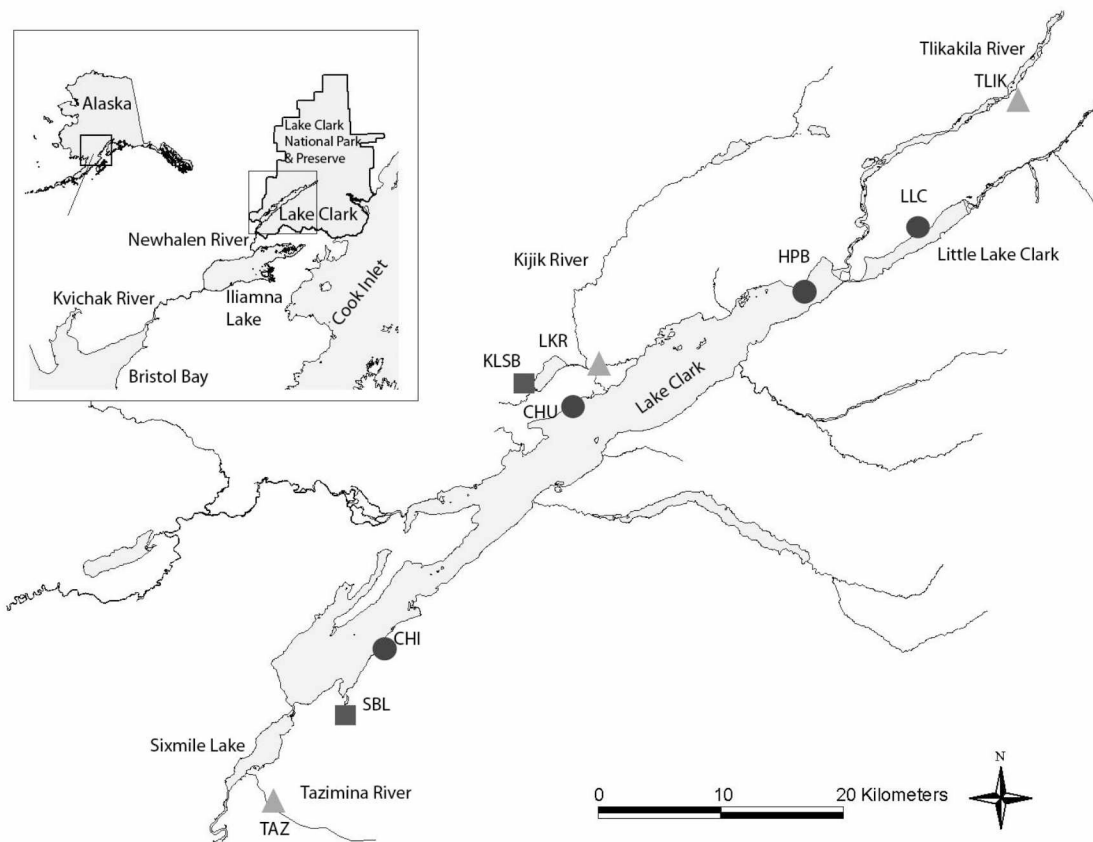 Alaska
Lake Clark
National Park
& Preserve
Lake Clark
Newhalen River
Kvichak River
Iliamna
Lake
Cook Inlet
Bristol Bay
Tlikakila River
TLIK
LLC
Little Lake Clark
HPB
Kijik River
LKR
KLSB
CHU
Lake Clark
CHI
SBL
Sixmile Lake
Tazimina River
TAZ
N
0 10 20 Kilometers